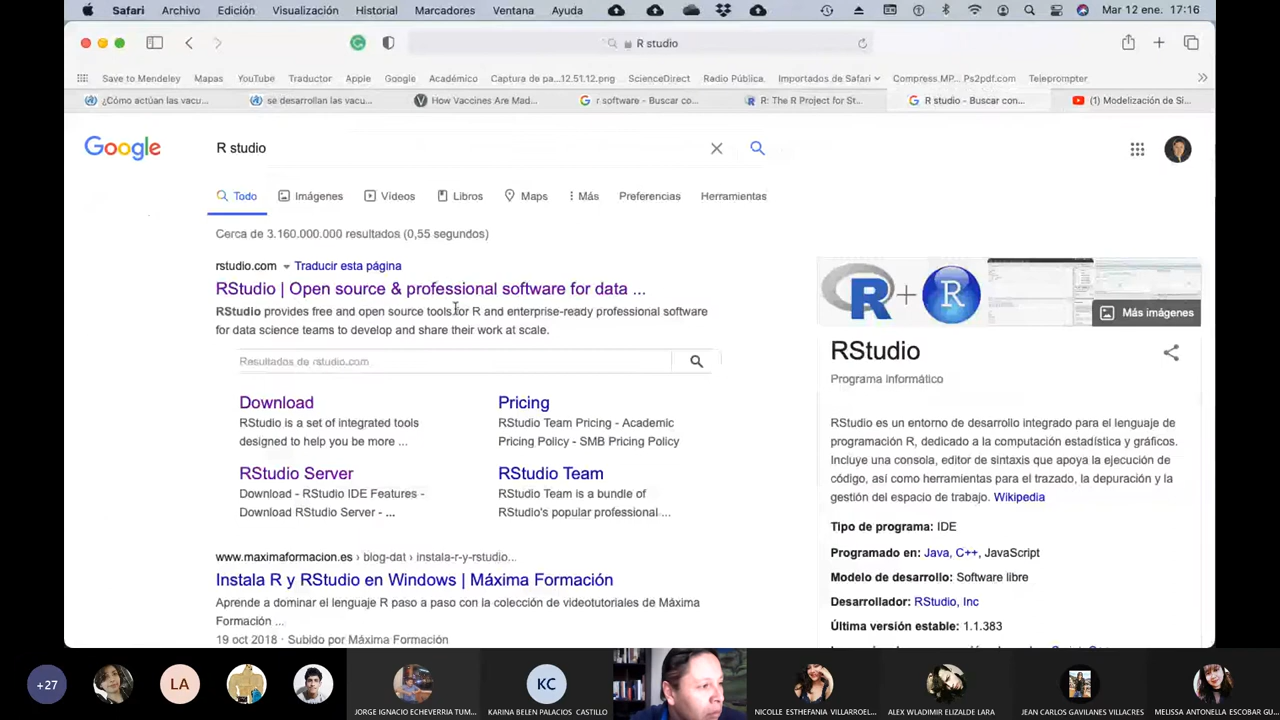 Safari Archivo Edición Visualización Historial Marcadores Ventana Ayuda Mar 12 ene. 17:16
R studio
Save to Mendeley Mapas YouTube Traductor Apple Google Académico Captura de pa...12.51.12.png ScienceDirect Radio Pública Importados de Safari Compress.MP... Ps2pdf.com Teleprompter
¿Cómo actúan las vacu... se desarrollan las vacu... How Vaccines Are Mad... r software - Buscar co... R: The R Project for St... R studio - Buscar con... (1) Modelización de Si...
Google R studio
Todo Imágenes Vídeos Libros Maps Más Preferencias Herramientas
Cerca de 3.160.000.000 resultados (0,55 segundos)
rstudio.com Traducir esta página
RStudio | Open source & professional software for data ...
RStudio provides free and open source tools for R and enterprise-ready professional software
for data science teams to develop and share their work at scale.
Resultados de rstudio.com
Download
RStudio is a set of integrated tools
designed to help you be more ...
Pricing
RStudio Team Pricing - Academic
Pricing Policy - SMB Pricing Policy
RStudio Server
Download - RStudio IDE Features -
Download RStudio Server - ...
RStudio Team
RStudio Team is a bundle of
RStudio's popular professional ...
www.maximaformacion.es › blog-dat › instala-r-y-rstudio...
Instala R y RStudio en Windows | Máxima Formación
Aprende a dominar el lenguaje R paso a paso con la colección de videotutoriales de Máxima
Formación ...
19 oct 2018 · Subido por Máxima Formación
R + R
Más imágenes
RStudio
Programa informático
RStudio es un entorno de desarrollo integrado para el lenguaje de
programación R, dedicado a la computación estadística y gráficos.
Incluye una consola, editor de sintaxis que apoya la ejecución de
código, así como herramientas para el trazado, la depuración y la
gestión del espacio de trabajo. Wikipedia
Tipo de programa: IDE
Programado en: Java, C++, JavaScript
Modelo de desarrollo: Software libre
Desarrollador: RStudio, Inc
Última versión estable: 1.1.383
+27 LA KC
JORGE IGNACIO ECHEVERRIA TUM... KARINA BELEN PALACIOS CASTILLO NICOLLE ESTHEFANIA VILLARROEL... ALEX WLADIMIR ELIZALDE LARA JEAN CARLOS GAVILANES VILLACRES MELISSA ANTONELLA ESCOBAR GU...